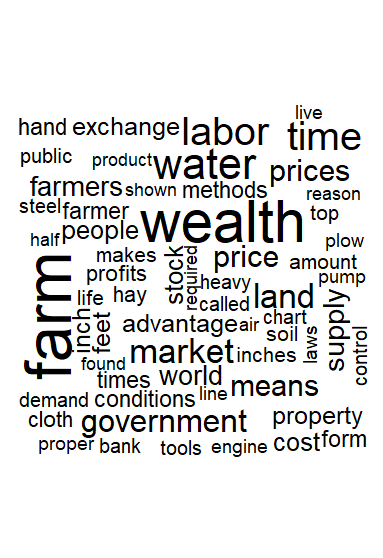 live
hand exchange labor time
public product water prices
farmers shown methods reason
steel farmer wealth top
half people plow
makes stock required price amount
profits heavy pump
farm life hay called land supply
inch feet advantage air chart
soil laws control
found market inches
times world means
demand conditions line
cloth government property
proper bank tools engine cost form